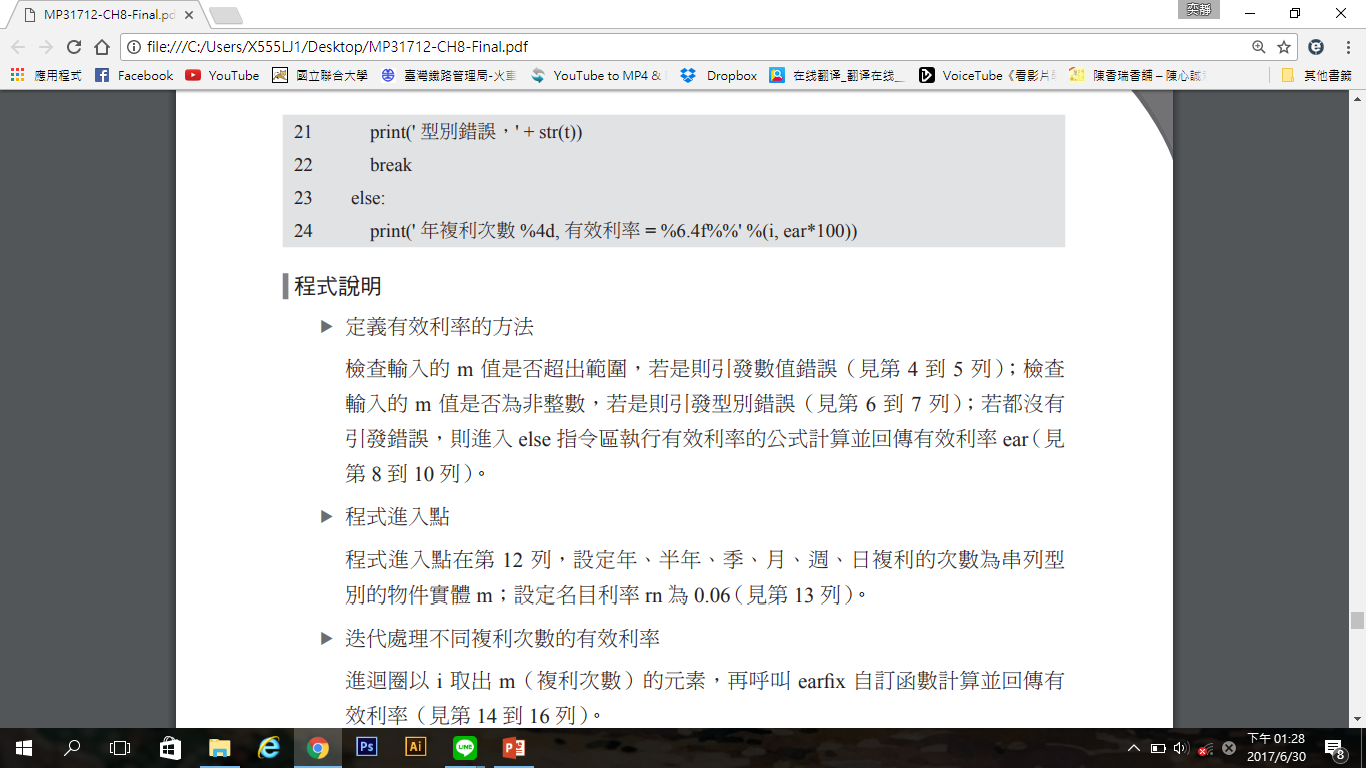 MP31712-CH8-Final.pd
奕靜
file:///C:/Users/X555LJ1/Desktop/MP31712-CH8-Final.pdf
應用程式 Facebook YouTube 國立聯合大學 臺灣鐵路管理局-火車 YouTube to MP4 & Dropbox 在线翻译_翻译在线_ VoiceTube《看影片 陳香瑞香鋪 – 陳心誠 其他書籤
21 print(' 型別錯誤，' + str(t))
22 break
23 else:
24 print(' 年複利次數 %4d, 有效利率 = %6.4f%%' %(i, ear*100))
程式說明
▶ 定義有效利率的方法
檢查輸入的 m 值是否超出範圍，若是則引發數值錯誤（見第 4 到 5 列）；檢查
輸入的 m 值是否為非整數，若是則引發型別錯誤（見第 6 到 7 列）；若都沒有
引發錯誤，則進入 else 指令區執行有效利率的公式計算並回傳有效利率 ear（見
第 8 到 10 列）。
▶ 程式進入點
程式進入點在第 12 列，設定年、半年、季、月、週、日複利的次數為串列型
別的物件實體 m；設定名目利率 rn 為 0.06（見第 13 列）。
▶ 迭代處理不同複利次數的有效利率
進迴圈以 i 取出 m（複利次數）的元素，再呼叫 earfix 自訂函數計算並回傳有
效利率（見第 14 到 16 列）。
Ps Ai LINE
下午 01:28
2017/6/30
8